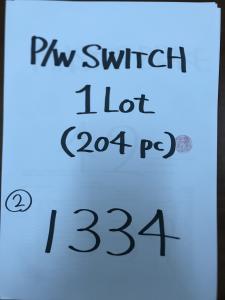 P/W SWITCH
1 Lot
(204 pc)
②
1334